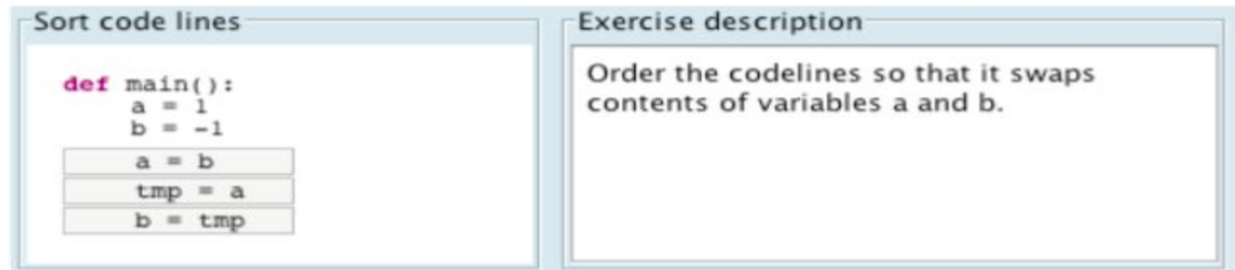 Sort code lines
def main():
a = 1
b = -1
a = b
tmp = a
b = tmp
Exercise description
Order the codelines so that it swaps
contents of variables a and b.